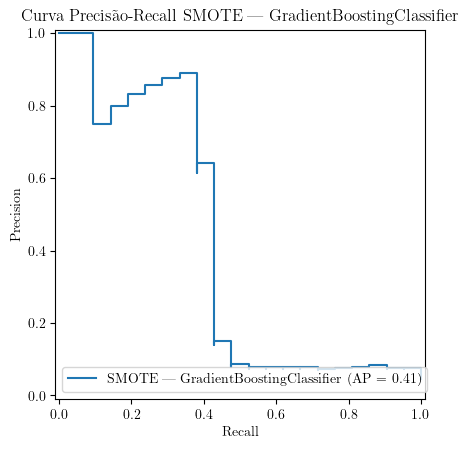 Curva Precisão-Recall SMOTE — GradientBoostingClassifier
1.0
0.8
0.6
0.4
0.2
0.0
Precision
SMOTE — GradientBoostingClassifier (AP = 0.41)
0.0 0.2 0.4 0.6 0.8 1.0
Recall